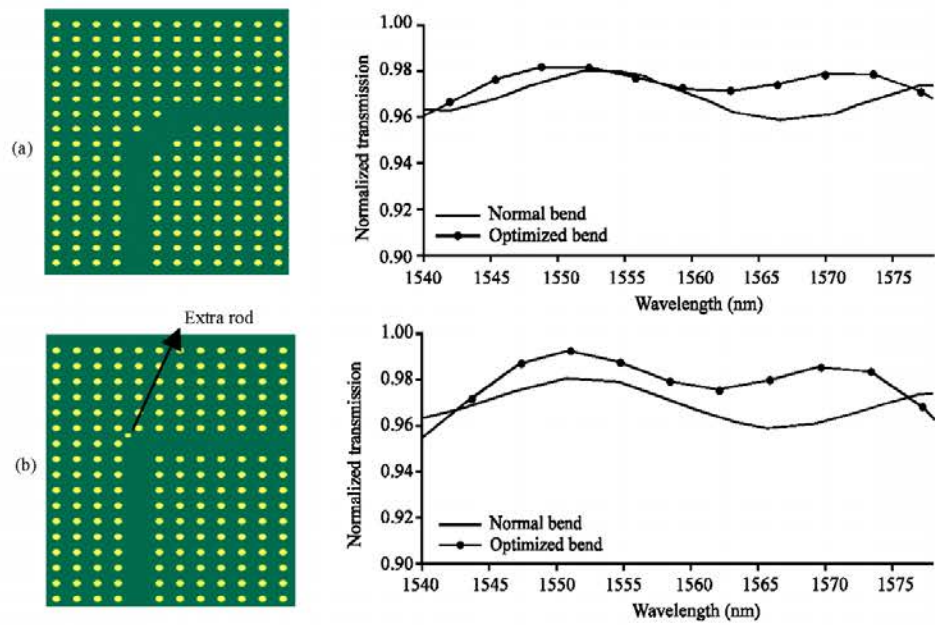 (a)
Normalized transmission
1.00
0.98
0.96
0.94
0.92
0.90
Normal bend
Optimized bend
1540 1545 1550 1555 1560 1565 1570 1575
Wavelength (nm)
Extra rod
(b)
Normalized transmission
1.00
0.98
0.96
0.94
0.92
0.90
Normal bend
Optimized bend
1540 1545 1550 1555 1560 1565 1570 1575
Wavelength (nm)